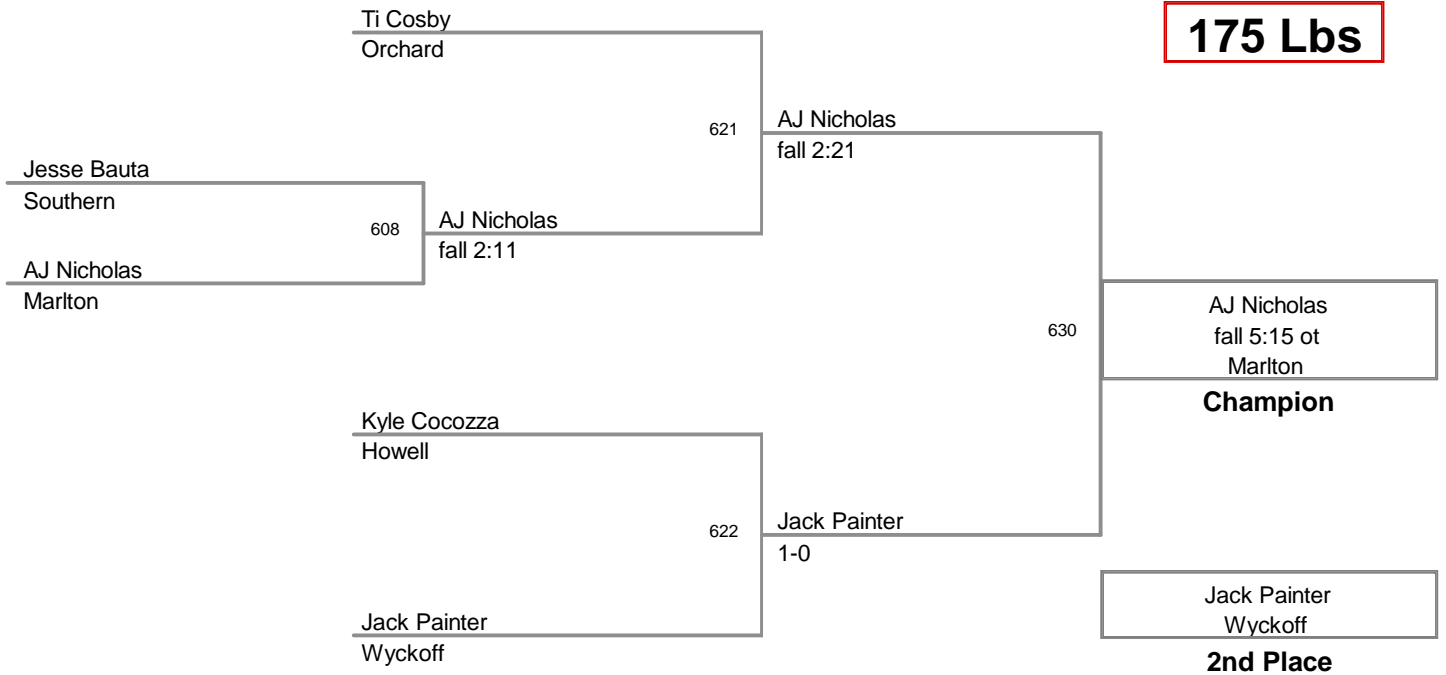 Ti Cosby
Orchard
175 Lbs
621
AJ Nicholas
fall 2:21
Jesse Bauta
Southern
608
AJ Nicholas
fall 2:11
AJ Nicholas
Marlton
630
AJ Nicholas
fall 5:15 ot
Marlton
Champion
Kyle Cocozza
Howell
622
Jack Painter
1-0
Jack Painter
Wyckoff
Jack Painter
Wyckoff
2nd Place